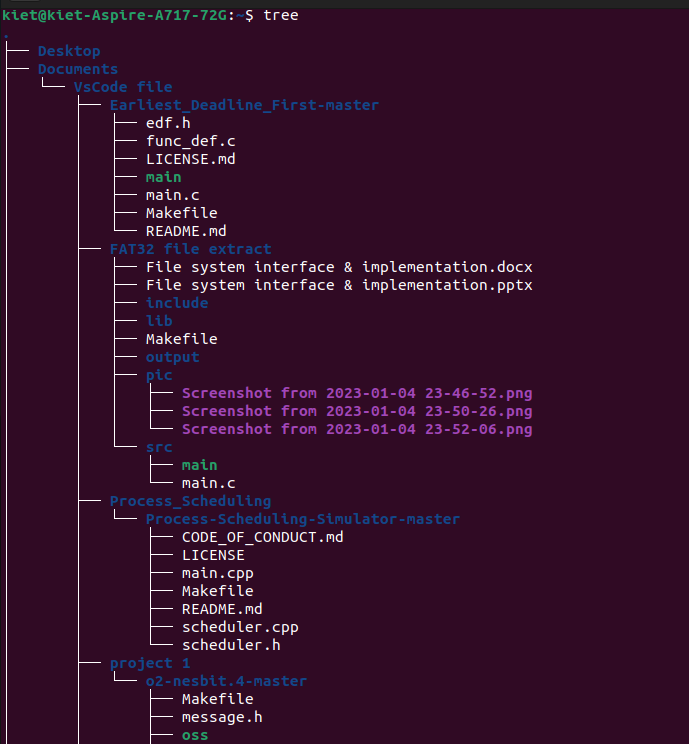 kiet@kiet-Aspire-A717-72G:~$ tree
.
├── Desktop
├── Documents
│   └── VsCode file
│       ├── Earliest_Deadline_First-master
│       │   ├── edf.h
│       │   ├── func_def.c
│       │   ├── LICENSE.md
│       │   ├── main
│       │   ├── main.c
│       │   ├── Makefile
│       │   └── README.md
│       ├── FAT32 file extract
│       │   ├── File system interface & implementation.docx
│       │   ├── File system interface & implementation.pptx
│       │   ├── include
│       │   ├── lib
│       │   ├── Makefile
│       │   ├── output
│       │   ├── pic
│       │   │   ├── Screenshot from 2023-01-04 23-46-52.png
│       │   │   ├── Screenshot from 2023-01-04 23-50-26.png
│       │   │   └── Screenshot from 2023-01-04 23-52-06.png
│       │   └── src
│       │       ├── main
│       │       └── main.c
│       ├── Process_Scheduling
│       │   └── Process-Scheduling-Simulator-master
│       │       ├── CODE_OF_CONDUCT.md
│       │       ├── LICENSE
│       │       ├── main.cpp
│       │       ├── Makefile
│       │       ├── README.md
│       │       ├── scheduler.cpp
│       │       └── scheduler.h
│       ├── project 1
│       │   └── o2-nesbit.4-master
│       │       ├── Makefile
│       │       ├── message.h
│       │       ├── oss